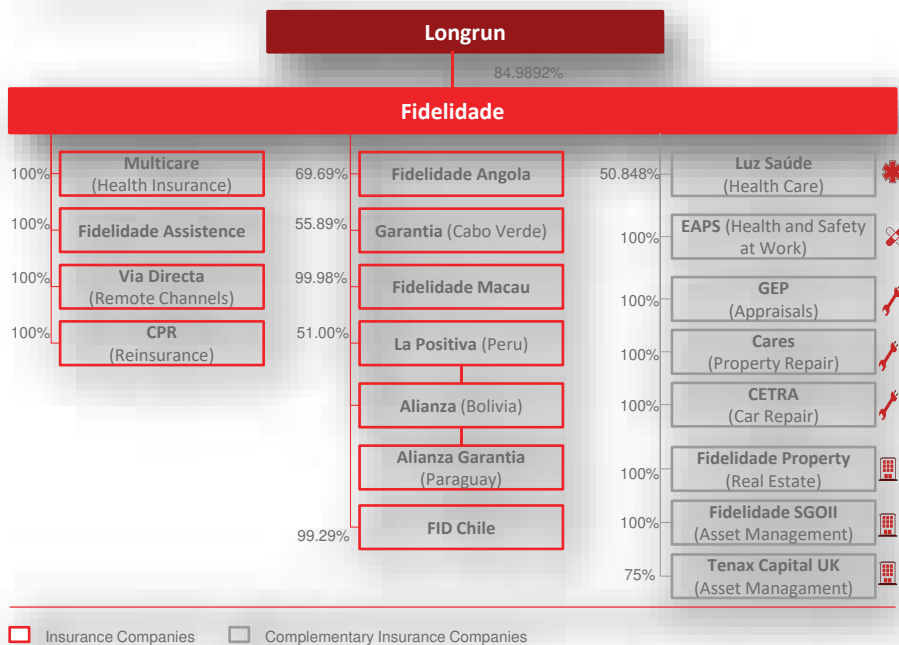 Longrun
84.9892%
Fidelidade
100%
Multicare
(Health Insurance)
100%
Fidelidade Assistence
100%
Via Directa
(Remote Channels)
100%
CPR
(Reinsurance)
69.69%
Fidelidade Angola
55.89%
Garantia (Cabo Verde)
99.98%
Fidelidade Macau
51.00%
La Positiva (Peru)
Alianza (Bolivia)
Alianza Garantia
(Paraguay)
99.29%
FID Chile
50.848%
Luz Saúde
(Health Care)
100%
EAPS (Health and Safety
at Work)
100%
GEP
(Appraisals)
100%
Cares
(Property Repair)
100%
CETRA
(Car Repair)
100%
Fidelidade Property
(Real Estate)
100%
Fidelidade SGOII
(Asset Management)
75%
Tenax Capital UK
(Asset Managament)
Insurance Companies
Complementary Insurance Companies